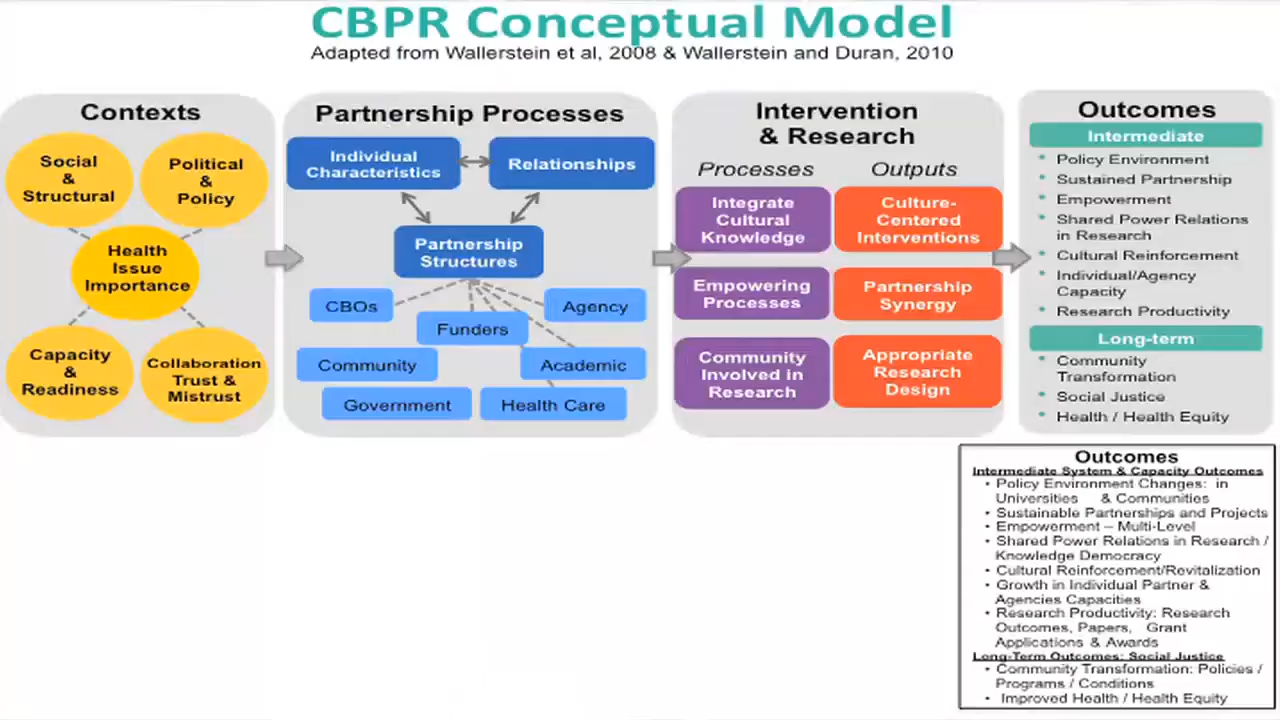 CBPR Conceptual Model
Adapted from Wallerstein et al, 2008 & Wallerstein and Duran, 2010
Contexts
Social
&
Structural
Political
&
Policy
Health
Issue
Importance
Capacity
&
Readiness
Collaboration
Trust &
Mistrust
Partnership Processes
Individual
Characteristics
Relationships
Partnership
Structures
CBOs
Agency
Funders
Community
Academic
Government
Health Care
Intervention
& Research
Processes
Outputs
Integrate
Cultural
Knowledge
Culture-
Centered
Interventions
Empowering
Processes
Partnership
Synergy
Community
Involved in
Research
Appropriate
Research
Design
Outcomes
Intermediate
• Policy Environment
• Sustained Partnership
• Empowerment
• Shared Power Relations
in Research
• Cultural Reinforcement
• Individual/Agency
Capacity
• Research Productivity
Long-term
• Community
Transformation
• Social Justice
• Health / Health Equity
Outcomes
Intermediate System & Capacity Outcomes
• Policy Environment Changes: in
Universities & Communities
• Sustainable Partnerships and Projects
• Empowerment – Multi-Level
• Shared Power Relations in Research /
Knowledge Democracy
• Cultural Reinforcement/Revitalization
• Growth in Individual Partner &
Agencies Capacities
• Research Productivity: Research
Outcomes, Papers, Grant
Applications & Awards
Long-Term Outcomes: Social Justice
• Community Transformation: Policies /
Programs / Conditions
• Improved Health / Health Equity